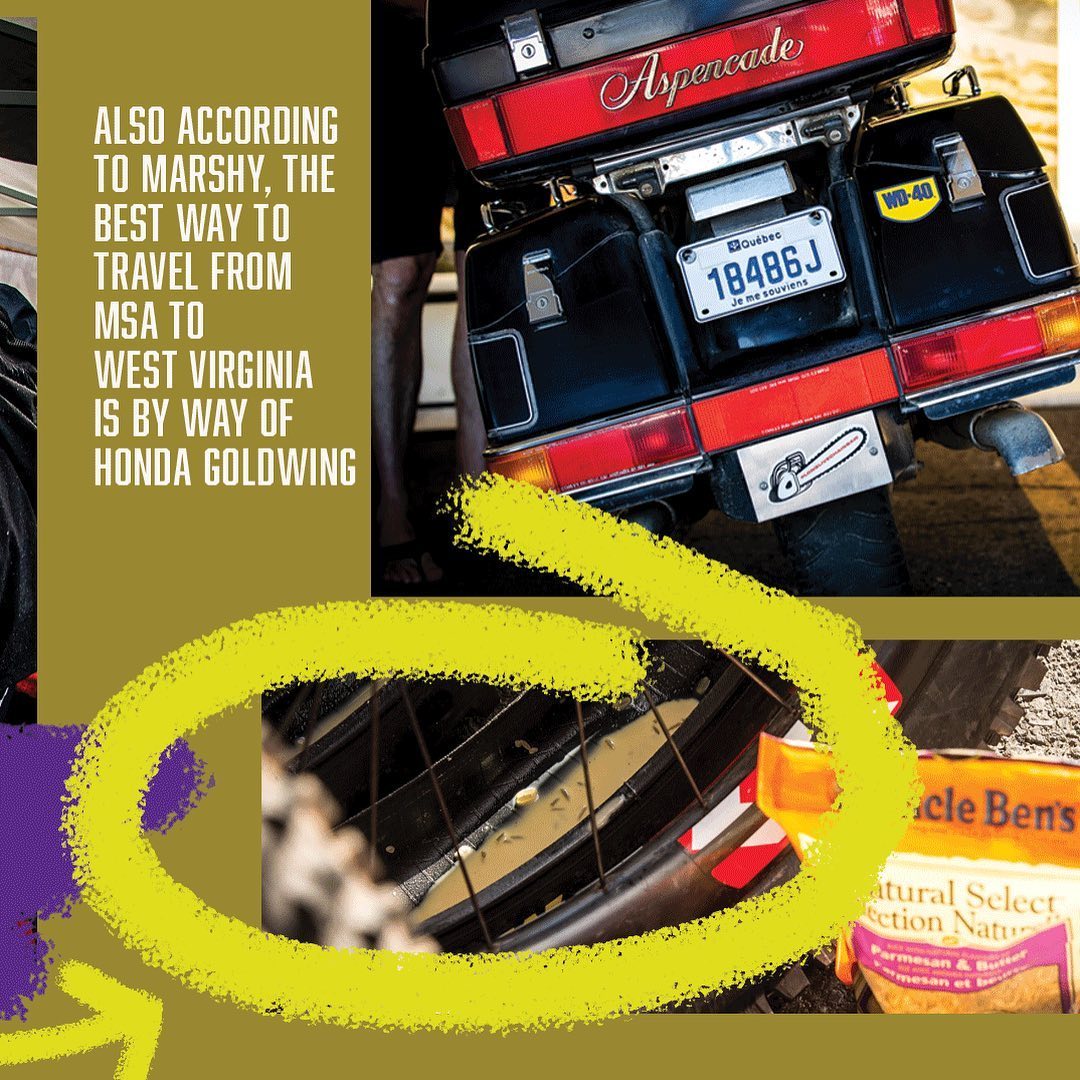 ALSO ACCORDING
TO MARSHY, THE
BEST WAY TO
TRAVEL FROM
MSA TO
WEST VIRGINIA
IS BY WAY OF
HONDA GOLDWING
Aspencade
WD-40
Québec
18486J
Je me souviens
cle Ben's
atural Select
ection Natur
Parmesan & Butter
Parmesan et beurre